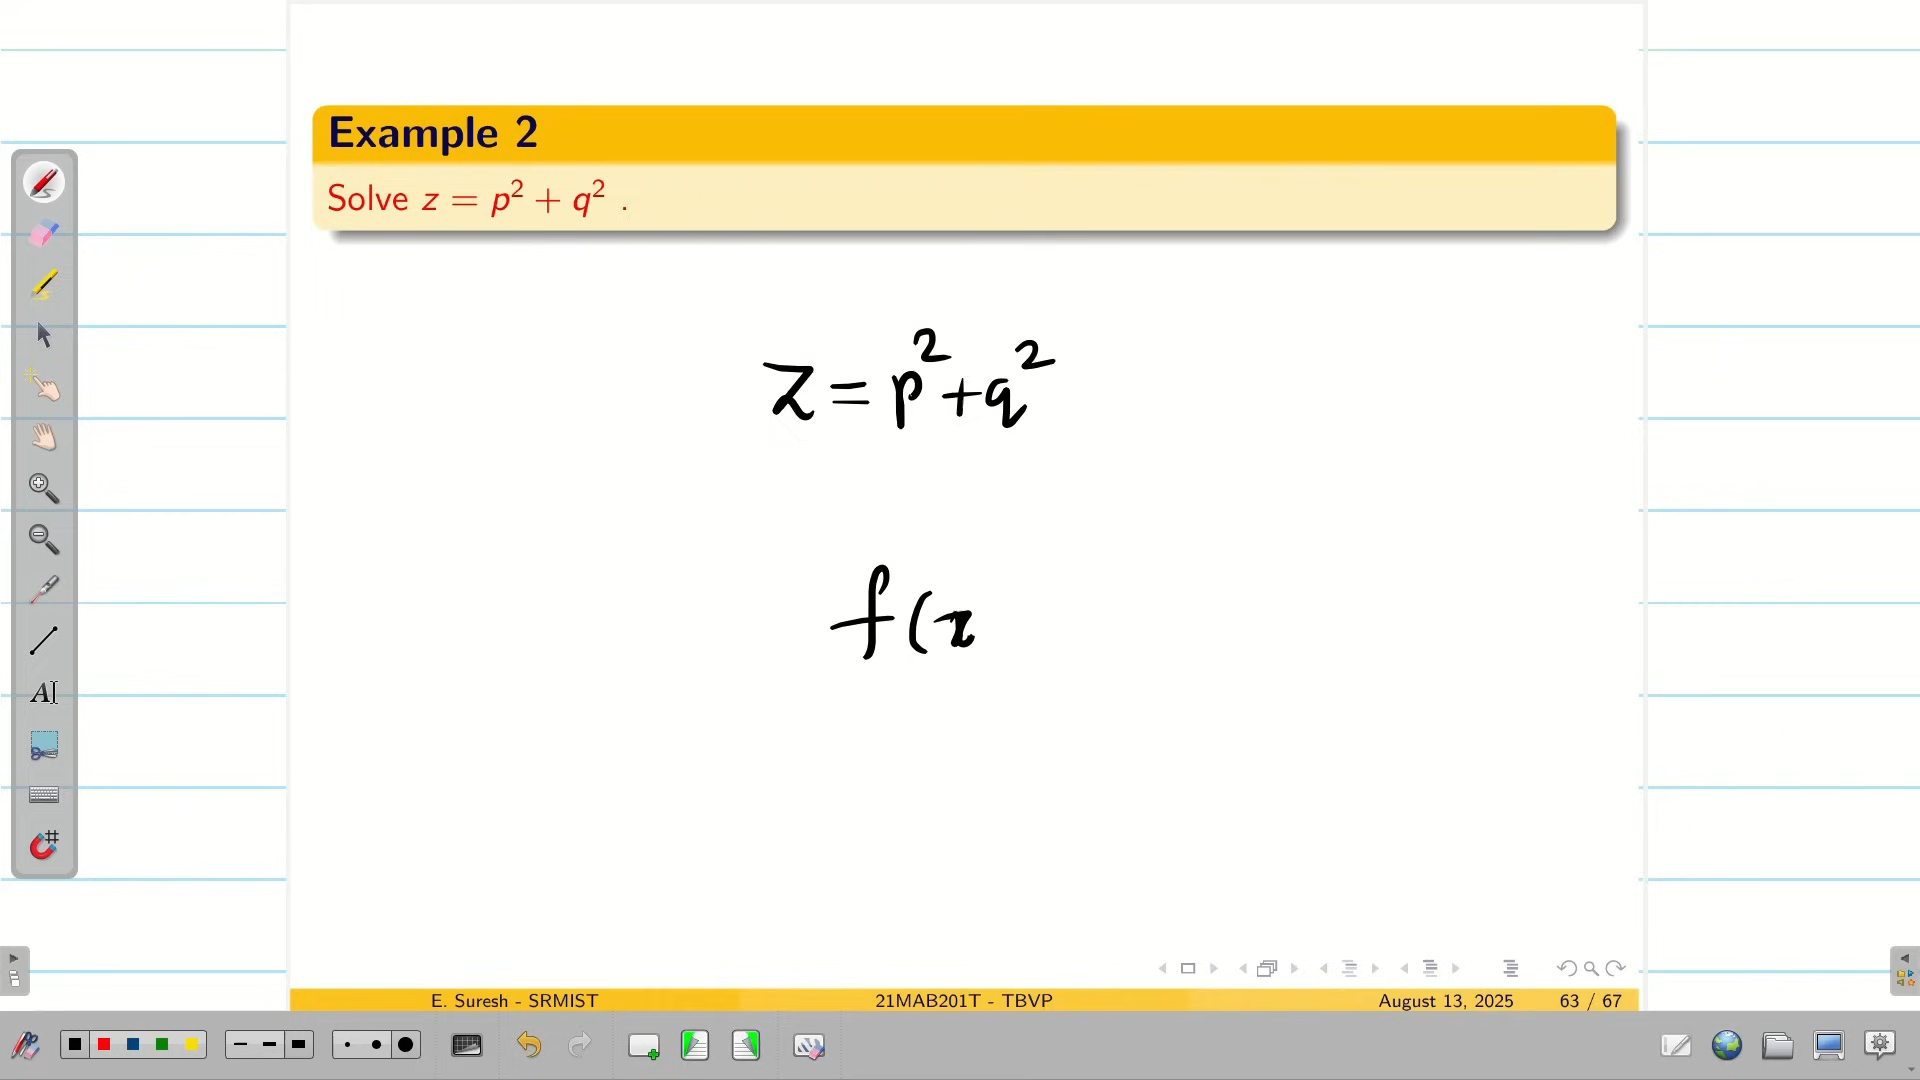 Example 2
Solve z = p² + q² .
z = p² + q²
f(z
E. Suresh - SRMIST 21MAB201T - TBVP August 13, 2025 63 / 67